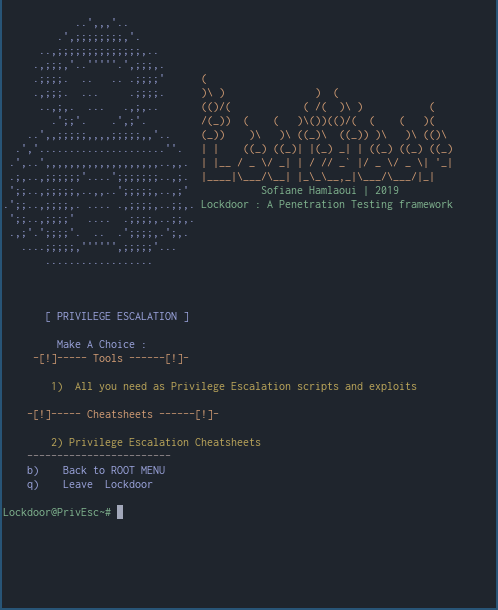 Sofiane Hamlaoui | 2019
Lockdoor : A Penetration Testing framework
[ PRIVILEGE ESCALATION ]
Make A Choice :
-[!]----- Tools ------[!]-
1)  All you need as Privilege Escalation scripts and exploits
-[!]----- Cheatsheets ------[!]-
2) Privilege Escalation Cheatsheets
------------------------
b)    Back to ROOT MENU
q)    Leave  Lockdoor
Lockdoor@PrivEsc~#